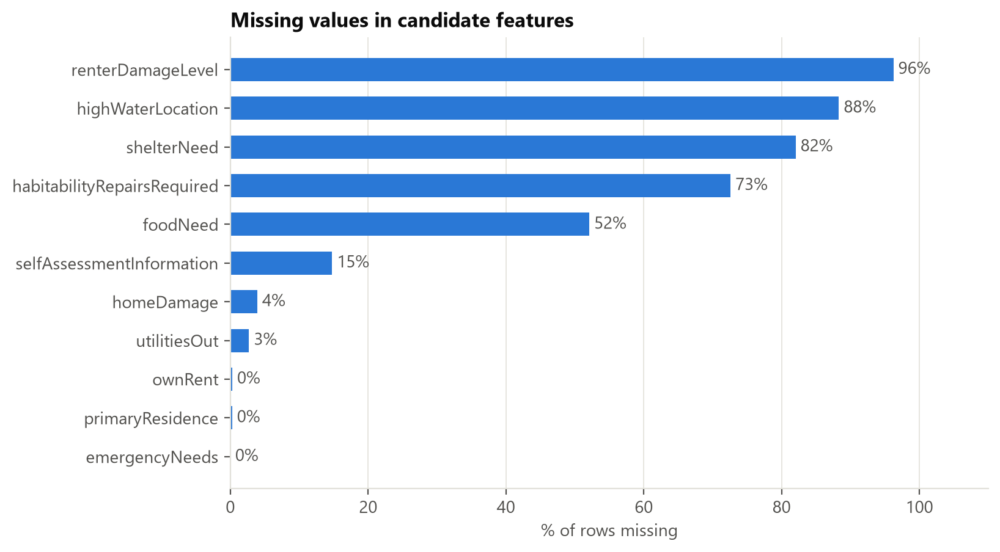 Missing values in candidate features
renterDamageLevel 96%
highWaterLocation 88%
shelterNeed 82%
habitabilityRepairsRequired 73%
foodNeed 52%
selfAssessmentInformation 15%
homeDamage 4%
utilitiesOut 3%
ownRent 0%
primaryResidence 0%
emergencyNeeds 0%
0 20 40 60 80 100
% of rows missing